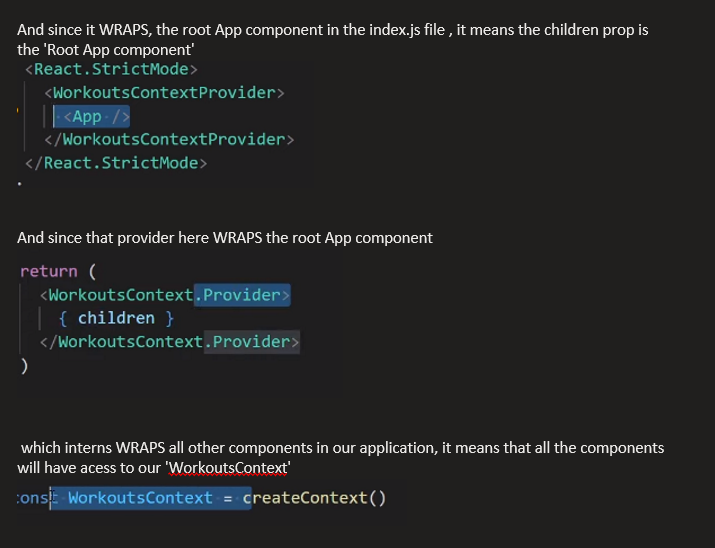 And since it WRAPS, the root App component in the index.js file , it means the children prop is
the 'Root App component'
<React.StrictMode>
<WorkoutsContextProvider>
<App />
</WorkoutsContextProvider>
</React.StrictMode>
And since that provider here WRAPS the root App component
return (
<WorkoutsContext.Provider>
{ children }
</WorkoutsContext.Provider>
)
which interns WRAPS all other components in our application, it means that all the components
will have acess to our 'WorkoutsContext'
const WorkoutsContext = createContext()